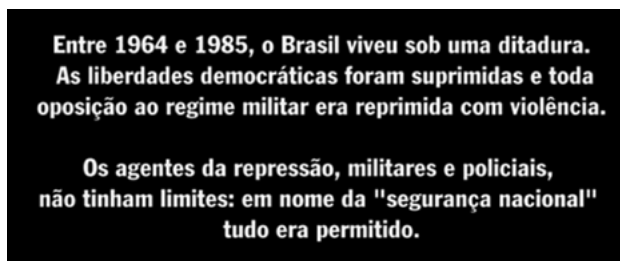 Entre 1964 e 1985, o Brasil viveu sob uma ditadura.
As liberdades democráticas foram suprimidas e toda
oposição ao regime militar era reprimida com violência.
Os agentes da repressão, militares e policiais,
não tinham limites: em nome da "segurança nacional"
tudo era permitido.